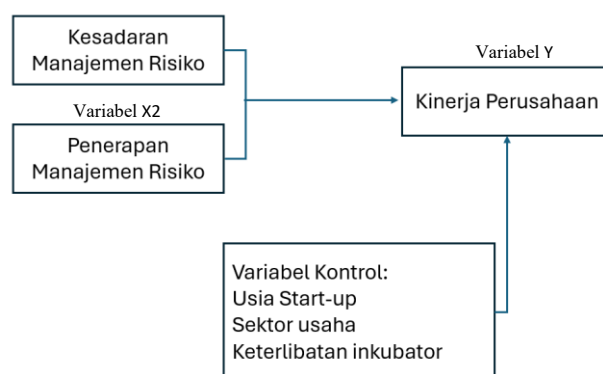 Kesadaran
Manajemen Risiko
Variabel X2
Penerapan
Manajemen Risiko
Variabel Y
Kinerja Perusahaan
Variabel Kontrol:
Usia Start-up
Sektor usaha
Keterlibatan inkubator